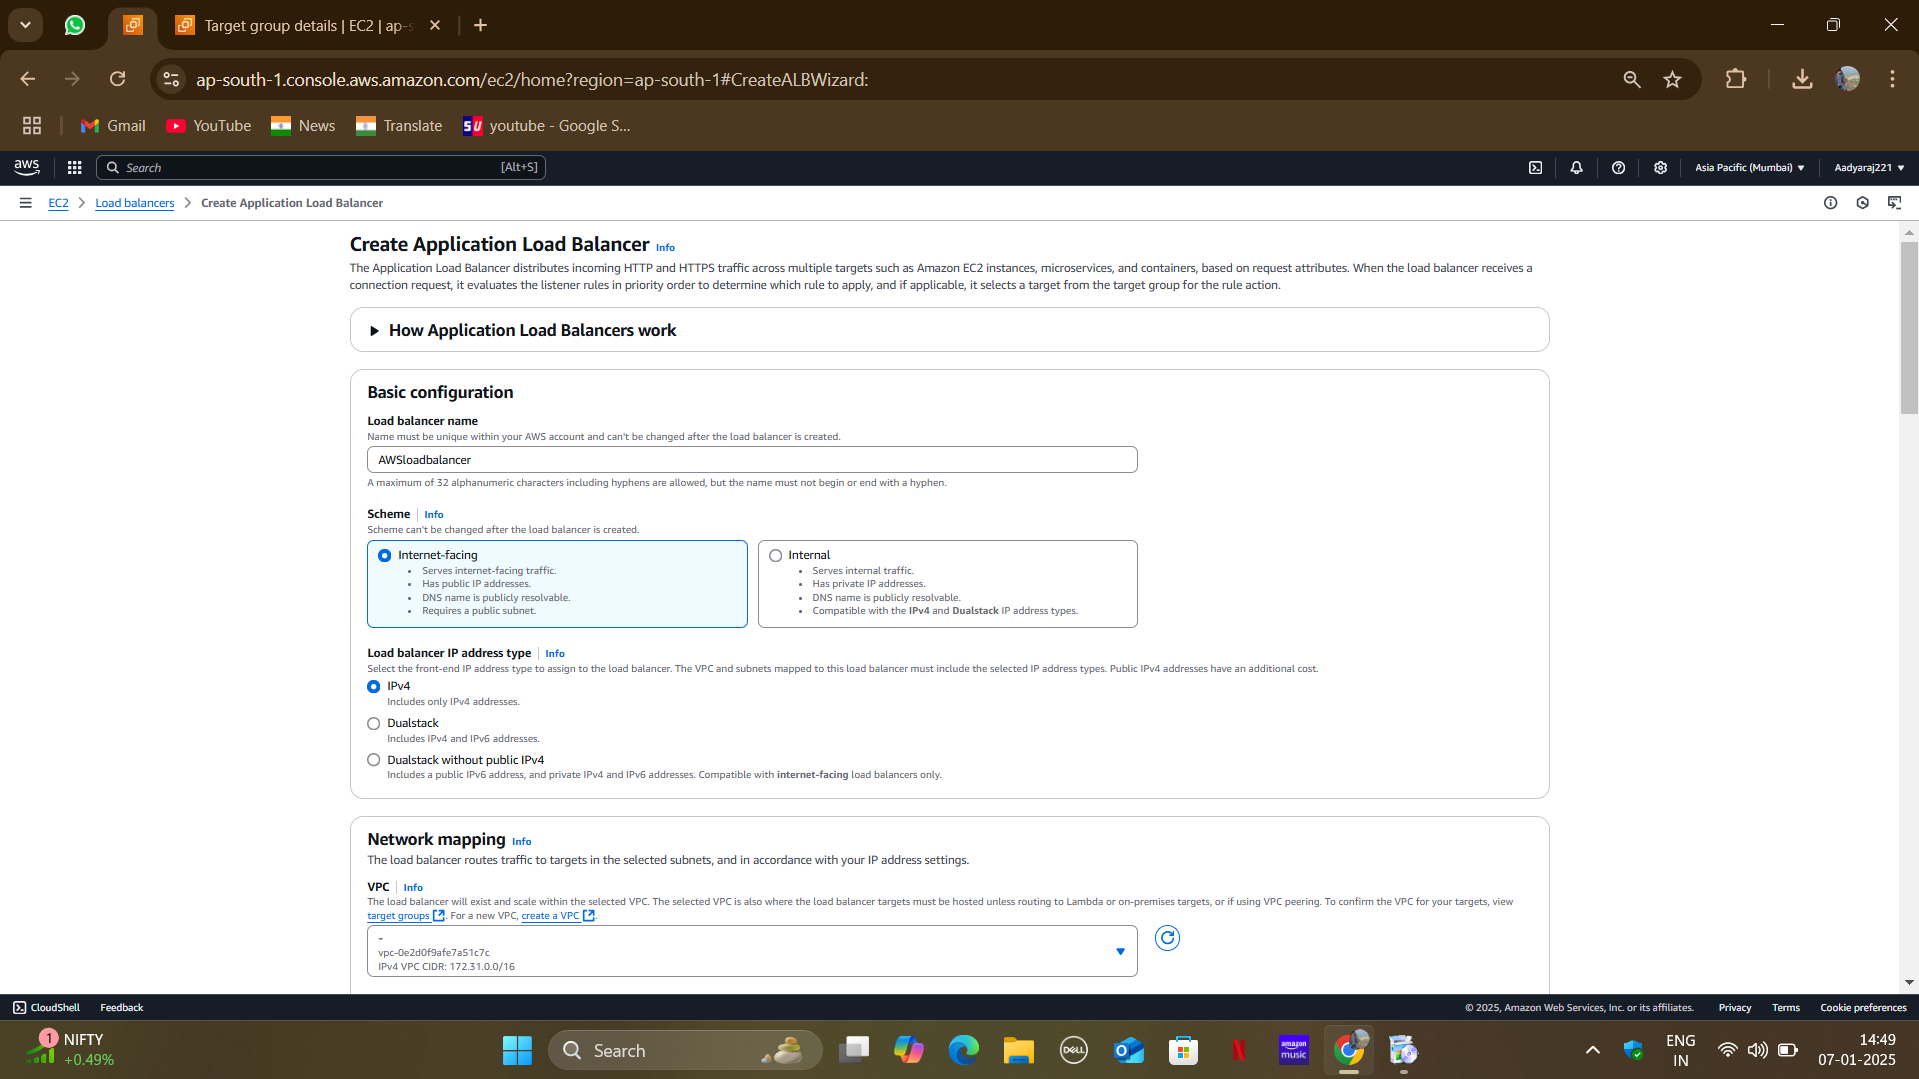 Target group details | EC2 | ap-s
ap-south-1.console.aws.amazon.com/ec2/home?region=ap-south-1#CreateALBWizard:
Gmail
YouTube
News
Translate
SU
youtube - Google S...
aws
Search
[Alt+S]
Asia Pacific (Mumbai)
Aadyaraj221
EC2
Load balancers
Create Application Load Balancer
Create Application Load Balancer Info
The Application Load Balancer distributes incoming HTTP and HTTPS traffic across multiple targets such as Amazon EC2 instances, microservices, and containers, based on request attributes. When the load balancer receives a
connection request, it evaluates the listener rules in priority order to determine which rule to apply, and if applicable, it selects a target from the target group for the rule action.
How Application Load Balancers work
Basic configuration
Load balancer name
Name must be unique within your AWS account and can't be changed after the load balancer is created.
AWSloadbalancer
A maximum of 32 alphanumeric characters including hyphens are allowed, but the name must not begin or end with a hyphen.
Scheme Info
Scheme can't be changed after the load balancer is created.
Internet-facing
• Serves internet-facing traffic.
• Has public IP addresses.
• DNS name is publicly resolvable.
• Requires a public subnet.
Internal
• Serves internal traffic.
• Has private IP addresses.
• DNS name is publicly resolvable.
• Compatible with the IPv4 and Dualstack IP address types.
Load balancer IP address type Info
Select the front-end IP address type to assign to the load balancer. The VPC and subnets mapped to this load balancer must include the selected IP address types. Public IPv4 addresses have an additional cost.
IPv4
Includes only IPv4 addresses.
Dualstack
Includes IPv4 and IPv6 addresses.
Dualstack without public IPv4
Includes a public IPv6 address, and private IPv4 and IPv6 addresses. Compatible with internet-facing load balancers only.
Network mapping Info
The load balancer routes traffic to targets in the selected subnets, and in accordance with your IP address settings.
VPC Info
The load balancer will exist and scale within the selected VPC. The selected VPC is also where the load balancer targets must be hosted unless routing to Lambda or on-premises targets, or if using VPC peering. To confirm the VPC for your targets, view
target groups. For a new VPC, create a VPC.
-
vpc-0e2d0f9afe7a51c7c
IPv4 VPC CIDR: 172.31.0.0/16
CloudShell
Feedback
© 2025, Amazon Web Services, Inc. or its affiliates.
Privacy
Terms
Cookie preferences
1
NIFTY
+0.49%
Search
DELL
amazon
music
ENG
IN
14:49
07-01-2025